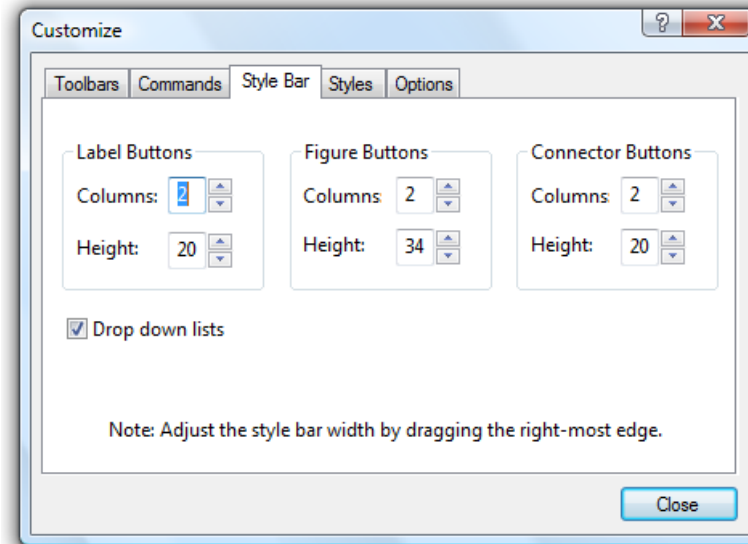 Customize
Toolbars Commands Style Bar Styles Options
Label Buttons Figure Buttons Connector Buttons
Columns: 2 Columns 2 Columns 2
Height: 20 Height: 34 Height: 20
Drop down lists
Note: Adjust the style bar width by dragging the right-most edge.
Close